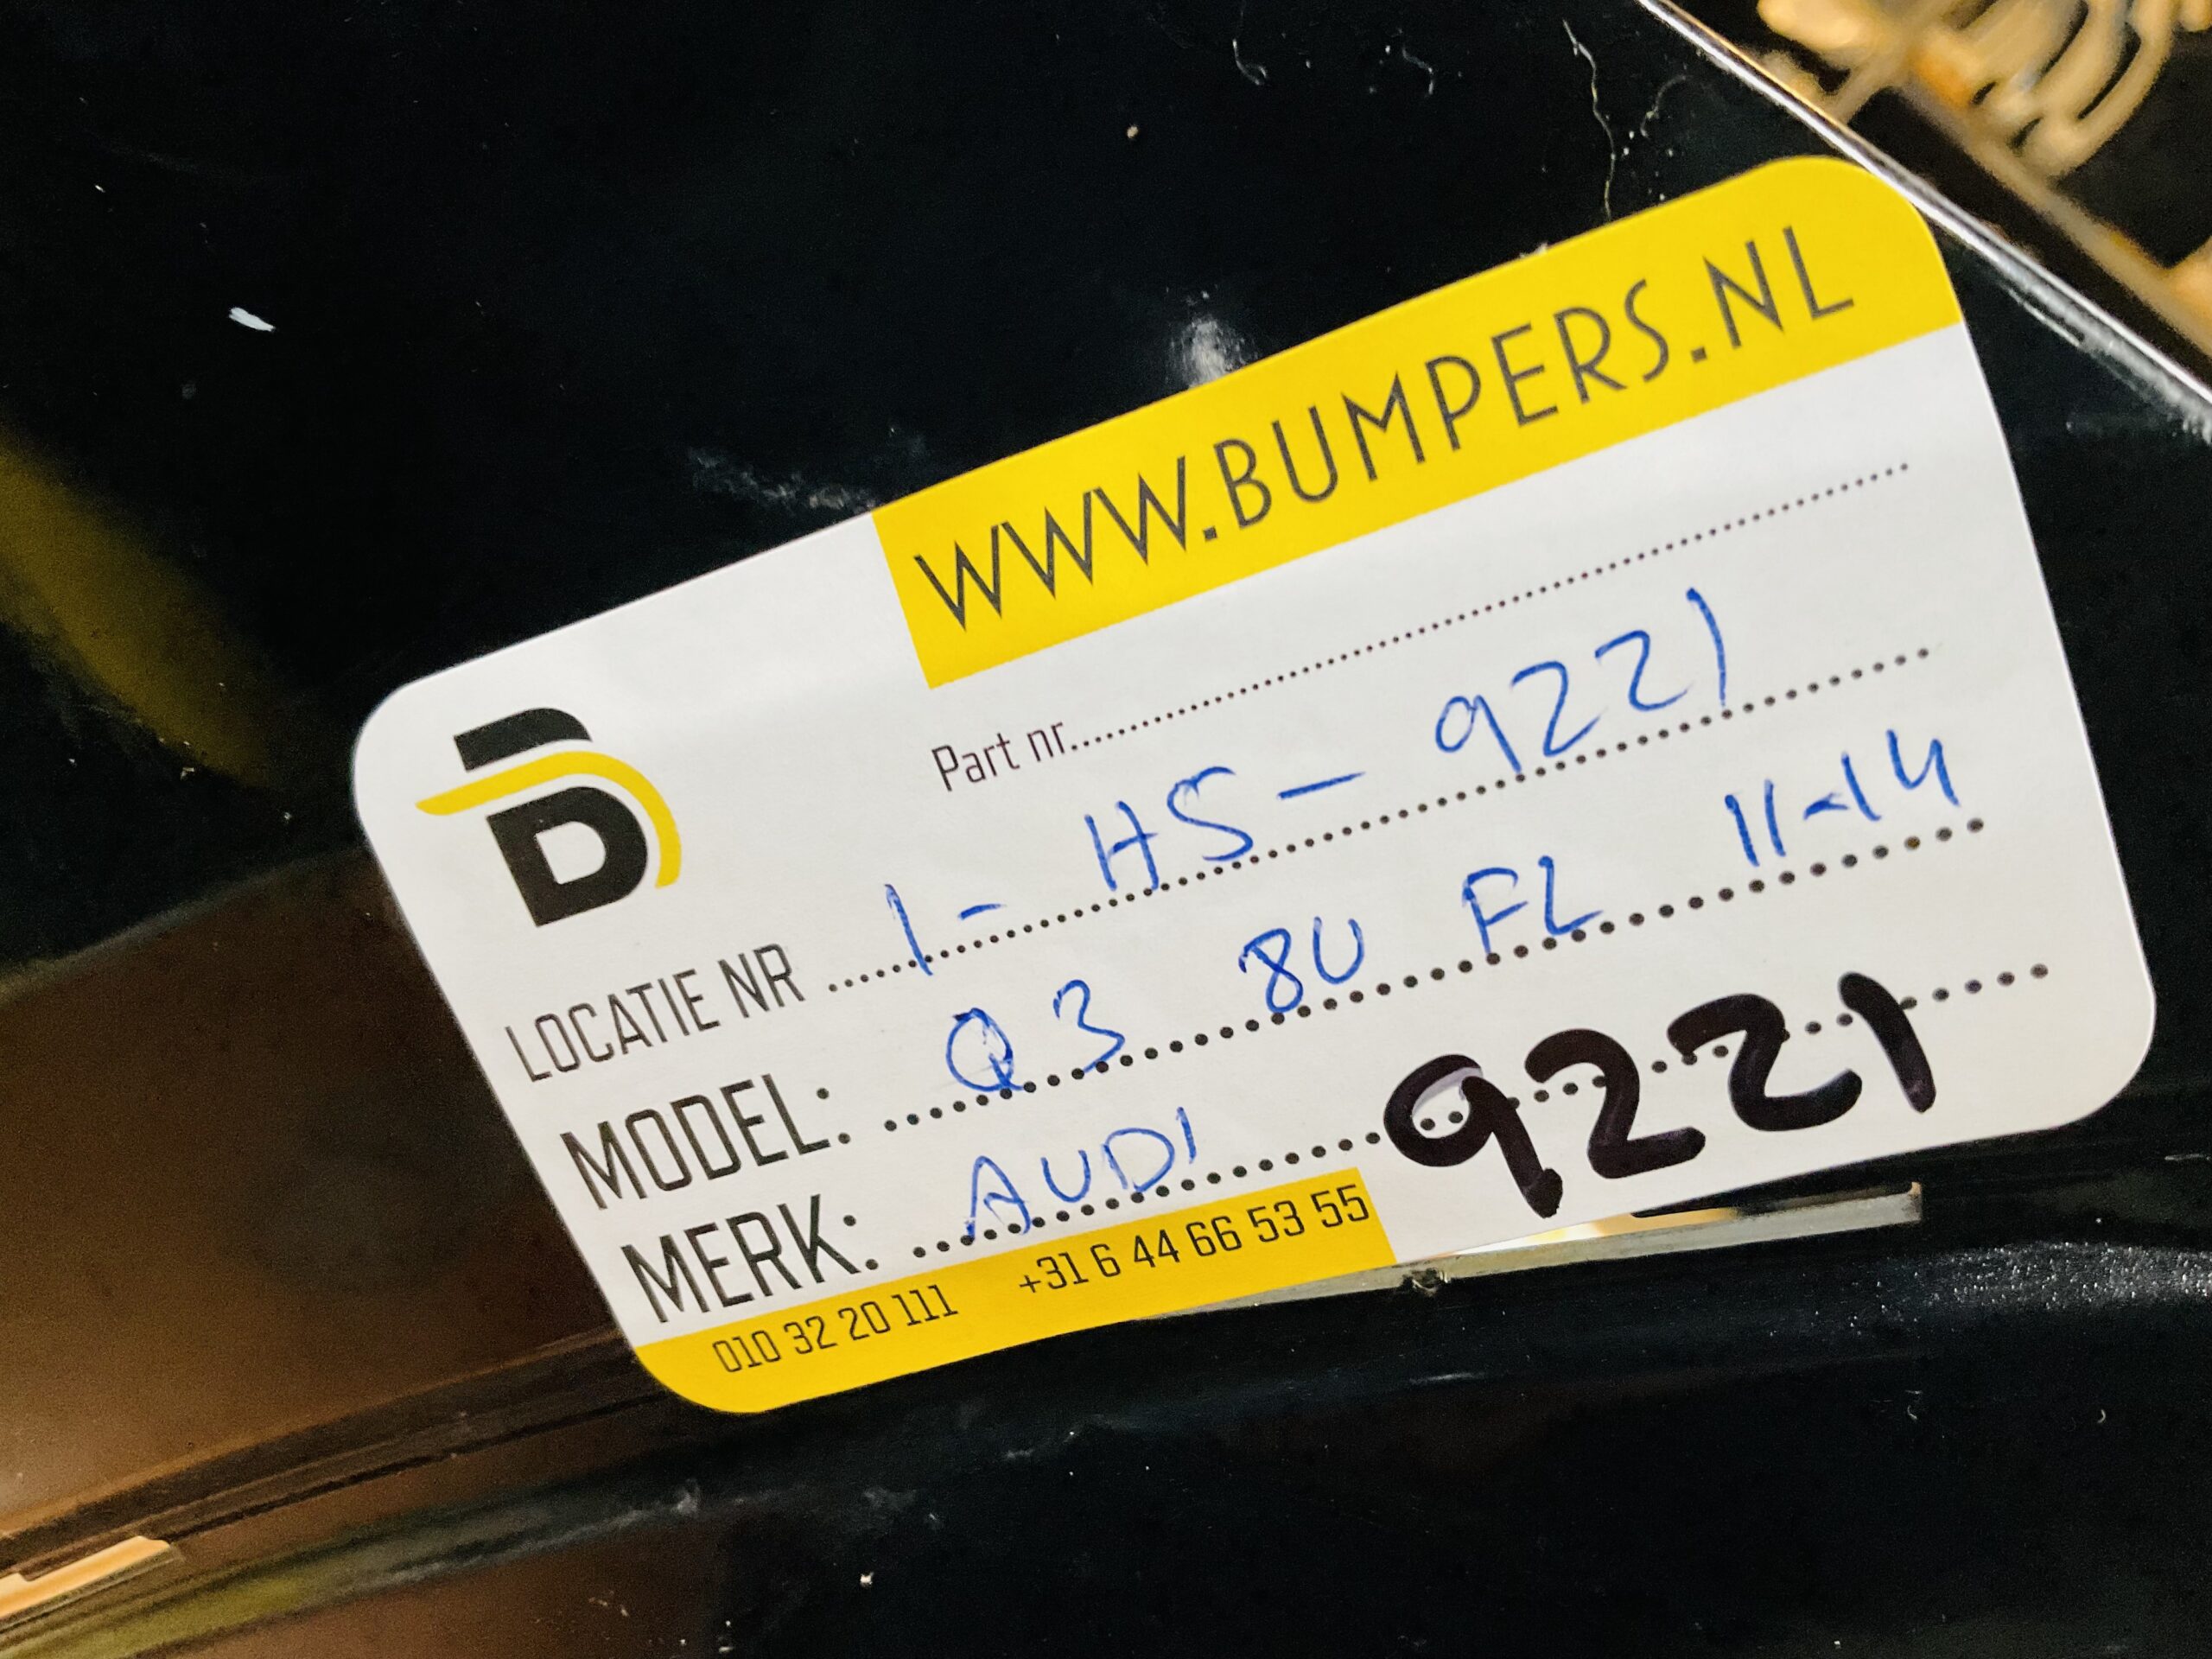 WWW.BUMPERS.NL
Part nr..........
LOCATIE NR 1 - HS - 9221
MODEL: Q3 8U FL 11-14
MERK: AUDI 9221
010 32 20 111 +31 6 44 66 53 55